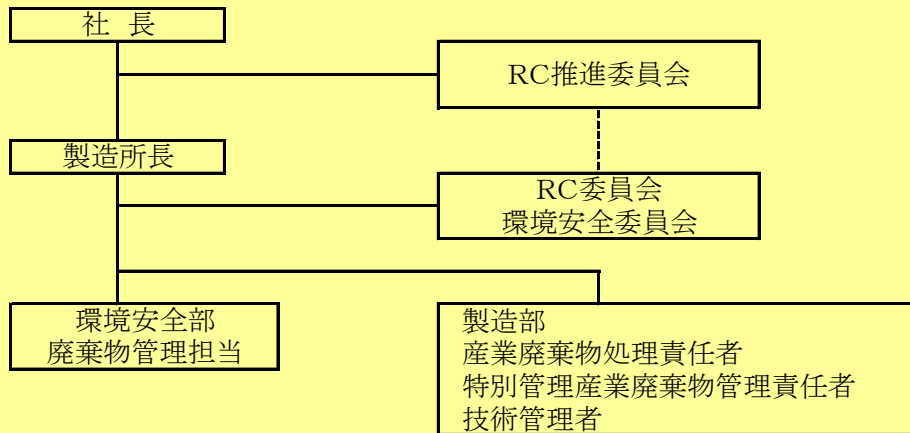 社 長
RC推進委員会
製造所長
RC委員会
環境安全委員会
環境安全部
廃棄物管理担当
製造部
産業廃棄物処理責任者
特別管理産業廃棄物管理責任者
技術管理者